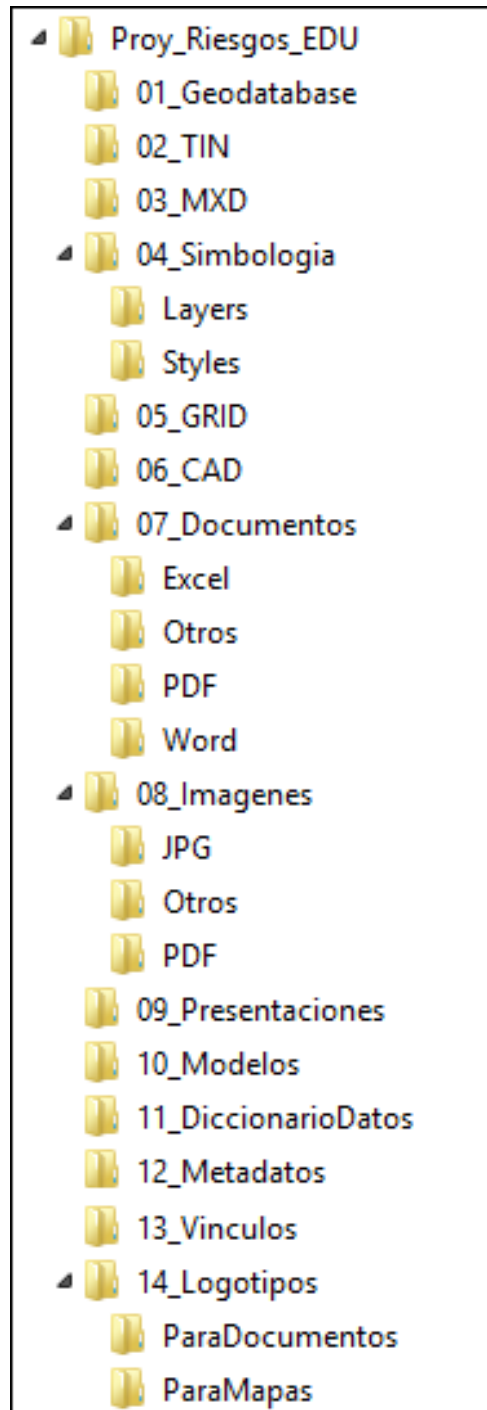 Proy_Riesgos_EDU
01_Geodatabase
02_TIN
03_MXD
04_Simbologia
Layers
Styles
05_GRID
06_CAD
07_Documentos
Excel
Otros
PDF
Word
08_Imagenes
JPG
Otros
PDF
09_Presentaciones
10_Modelos
11_DiccionarioDatos
12_Metadatos
13_Vinculos
14_Logotipos
ParaDocumentos
ParaMapas